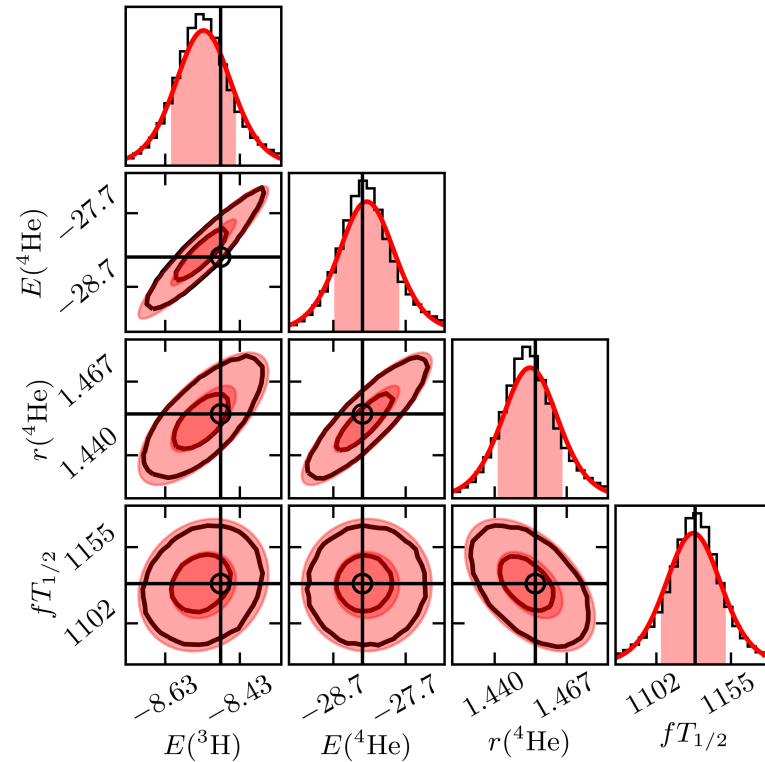 E(⁴He)
−27.7
−28.7
r(⁴He)
1.467
1.440
fT₁/₂
1155
1102
−8.63 −8.43 −28.7 −27.7 1.440 1.467 1102 1155
E(³H) E(⁴He) r(⁴He) fT₁/₂